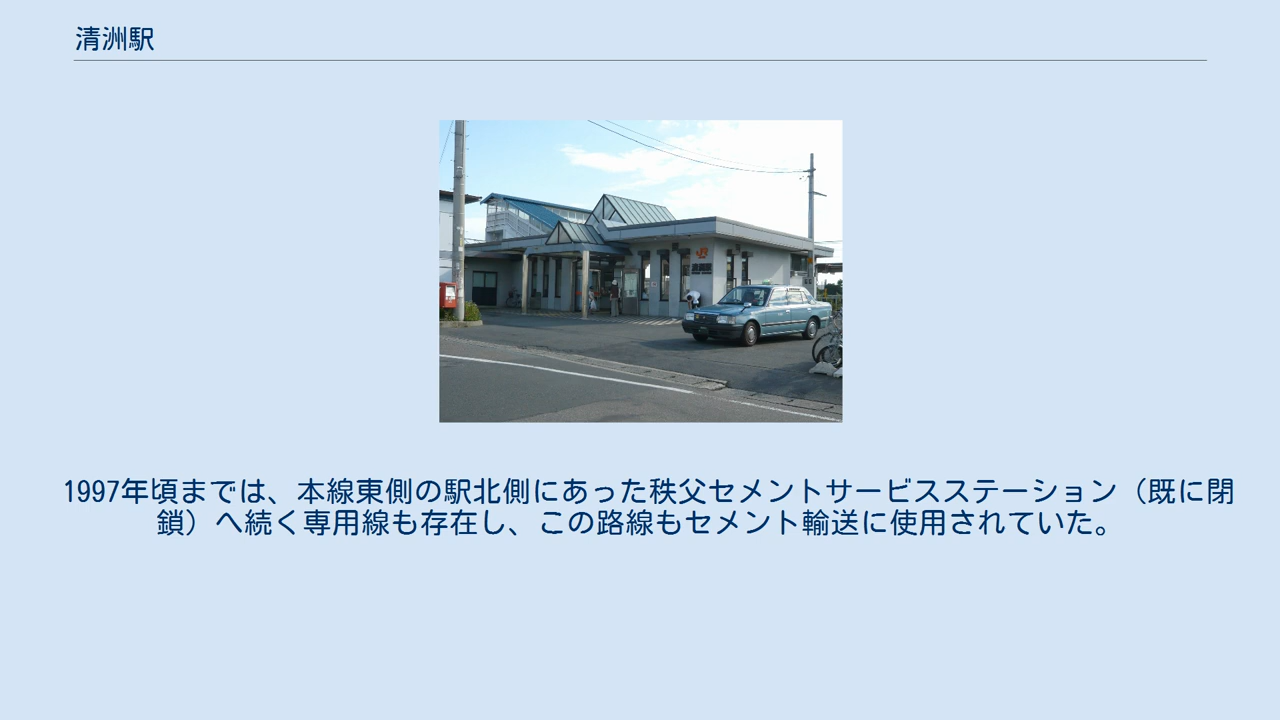 清洲駅
JR
1997年頃までは、本線東側の駅北側にあった秩父セメントサービスステーション（既に閉
鎖）へ続く専用線も存在し、この路線もセメント輸送に使用されていた。